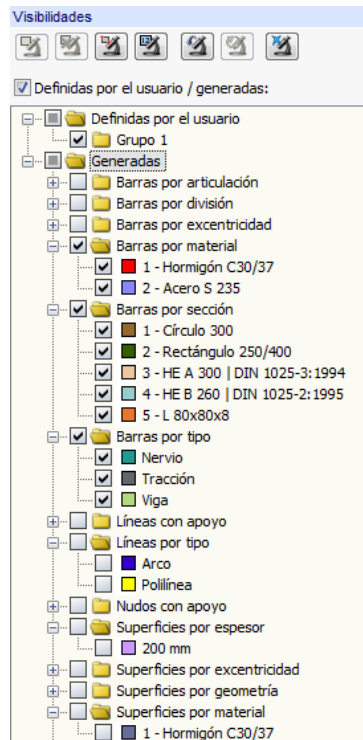 Visibilidades
Definidas por el usuario / generadas:
Definidas por el usuario
Grupo 1
Generadas
Barras por articulación
Barras por división
Barras por excentricidad
Barras por material
1 - Hormigón C30/37
2 - Acero S 235
Barras por sección
1 - Círculo 300
2 - Rectángulo 250/400
3 - HE A 300 | DIN 1025-3:1994
4 - HE B 260 | DIN 1025-2:1995
5 - L 80x80x8
Barras por tipo
Nervio
Tracción
Viga
Líneas con apoyo
Líneas por tipo
Arco
Polilínea
Nudos con apoyo
Superficies por espesor
200 mm
Superficies por excentricidad
Superficies por geometría
Superficies por material
1 - Hormigón C30/37